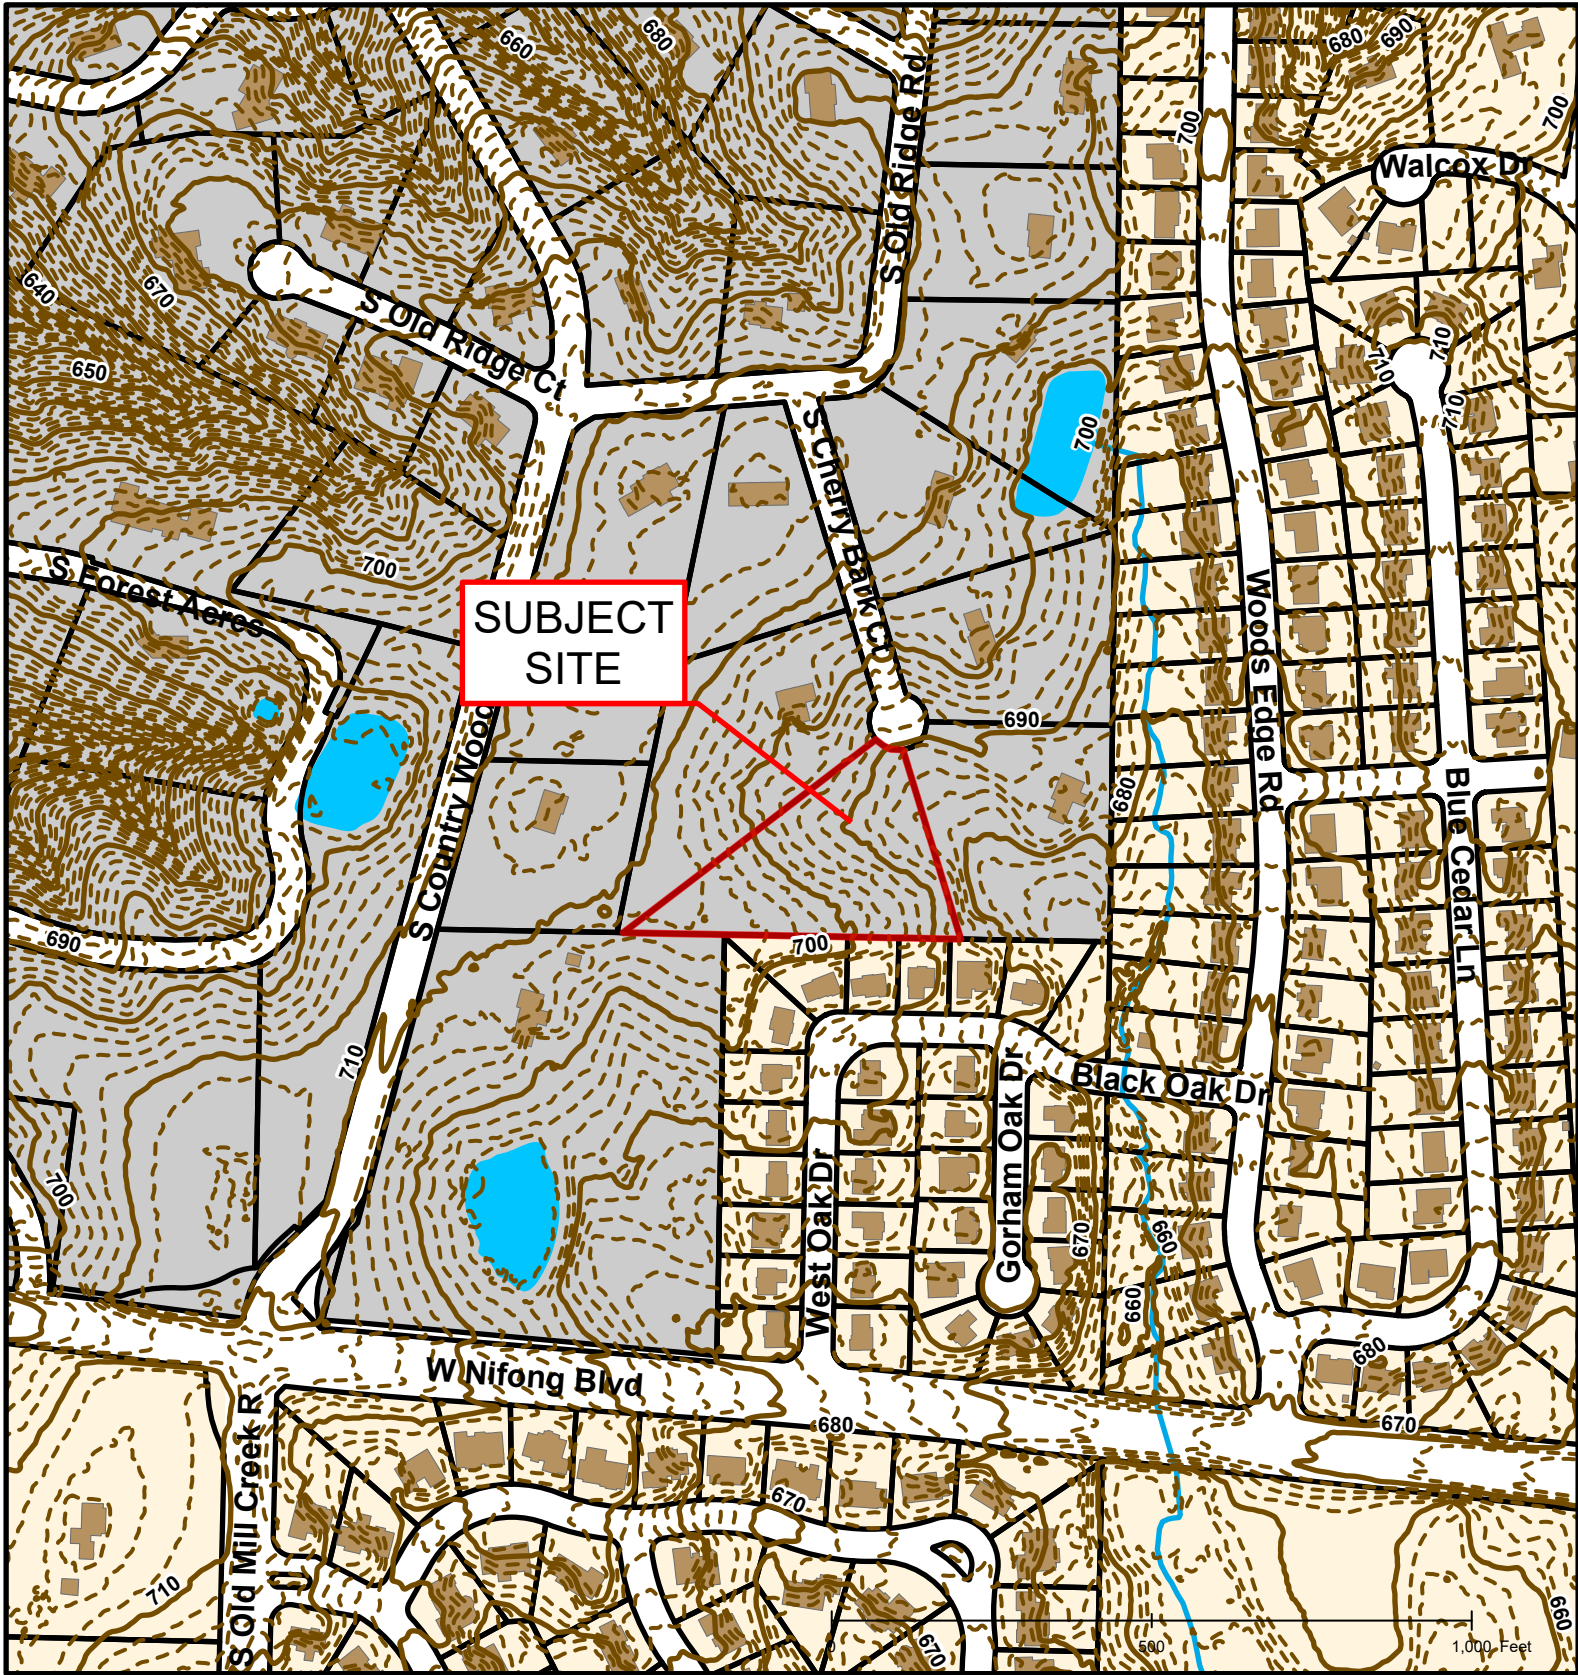 660
680
680
690
700
700
S Old Ridge Rd
Walcox Dr
640
670
S Old Ridge Ct
650
710
710
710
700
S Cherry Bark Ct
700
S Forest Acres
SUBJECT
SITE
Woods Edge Rd
690
S Country Wood
680
Blue Cedar Ln
690
700
710
Black Oak Dr
Gorham Oak Dr
West Oak Dr
700
670
660
660
680
W Nifong Blvd
680
670
S Old Mill Creek R
670
710
670
660
0
500
1,000 Feet